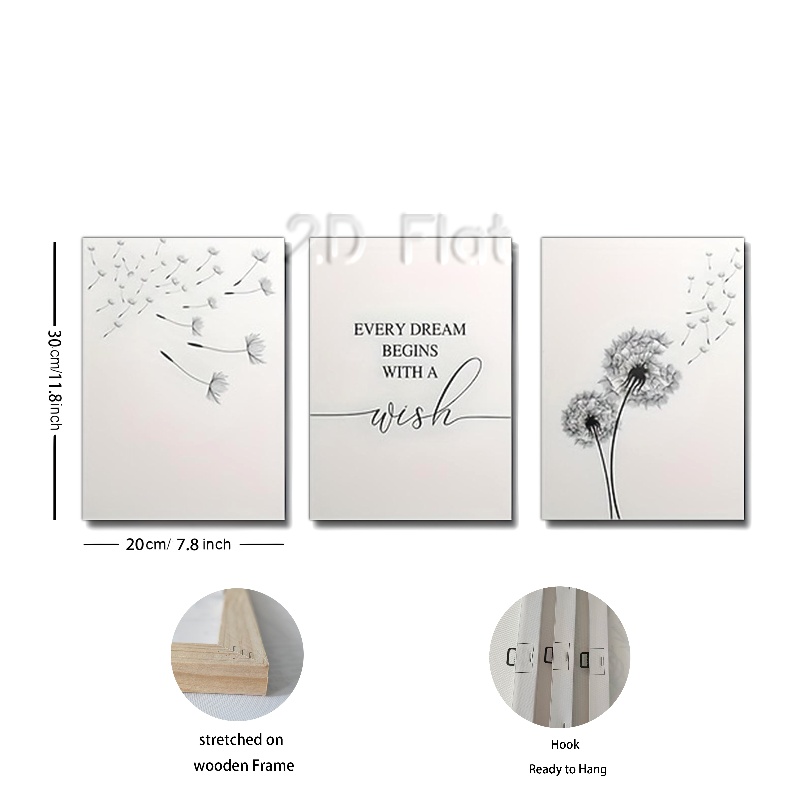 2D Flat
EVERY DREAM
BEGINS
WITH A
wish
30cm/11.8inch
20cm/ 7.8 inch
stretched on
wooden Frame
Hook
Ready to Hang